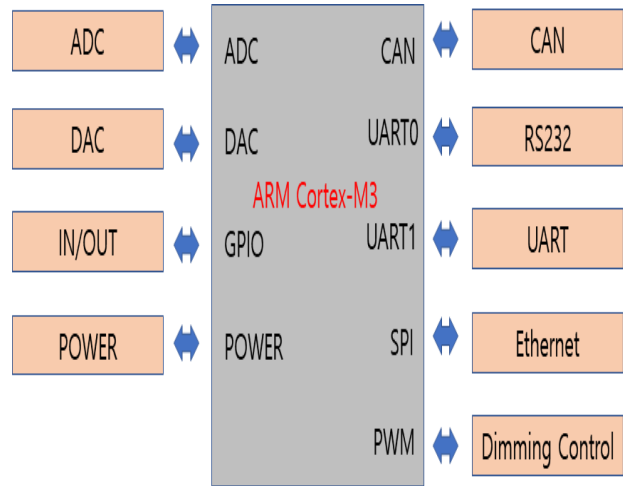 ADC
ADC
CAN
CAN
DAC
DAC
UART0
RS232
ARM Cortex-M3
IN/OUT
GPIO
UART1
UART
POWER
POWER
SPI
Ethernet
PWM
Dimming Control